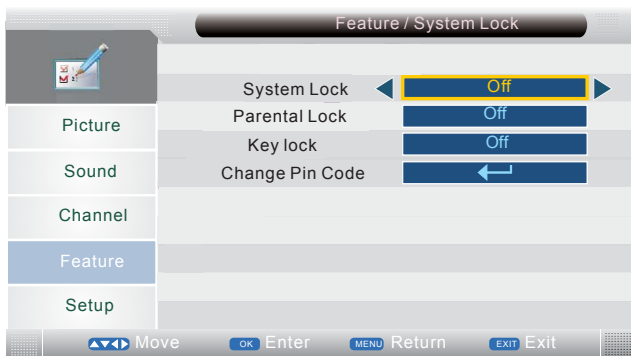 Feature / System Lock
System Lock Off
Parental Lock Off
Key lock Off
Change Pin Code
Picture
Sound
Channel
Feature
Setup
Move OK Enter MENU Return EXIT Exit